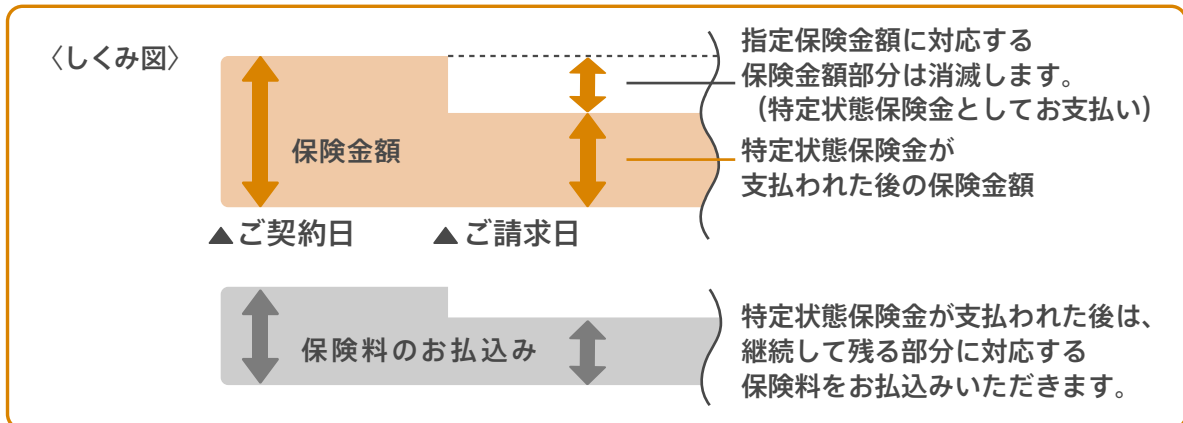 〈しくみ図〉
指定保険金額に対応する
保険金額部分は消滅します。
（特定状態保険金としてお支払い）
保険金額
特定状態保険金が
支払われた後の保険金額
▲ご契約日
▲ご請求日
保険料のお払込み
特定状態保険金が支払われた後は、
継続して残る部分に対応する
保険料をお払込みいただきます。